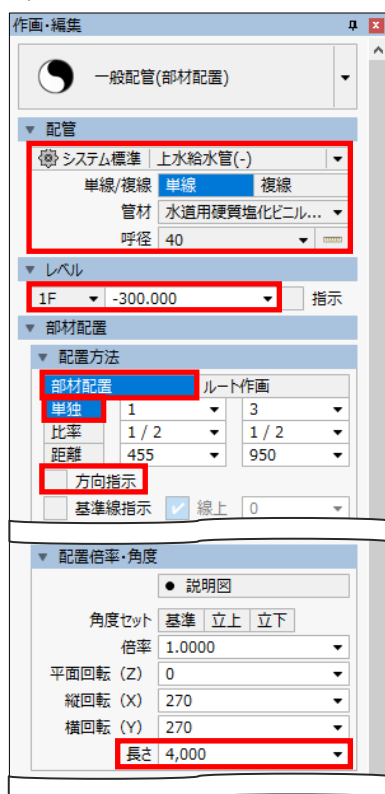 作画・編集
一般配管(部材配置)
配管
システム標準 上水給水管(-)
単線/複線 単線 複線
管材 水道用硬質塩化ビニル...
呼径 40
レベル
1F -300.000 指示
部材配置
配置方法
部材配置 ルート作画
単独 1 3
比率 1 / 2 1 / 2
距離 455 950
方向指示
基準線指示 線上 0
配置倍率・角度
● 説明図
角度セット 基準 立上 立下
倍率 1.0000
平面回転 (Z) 0
縦回転 (X) 270
横回転 (Y) 270
長さ 4,000